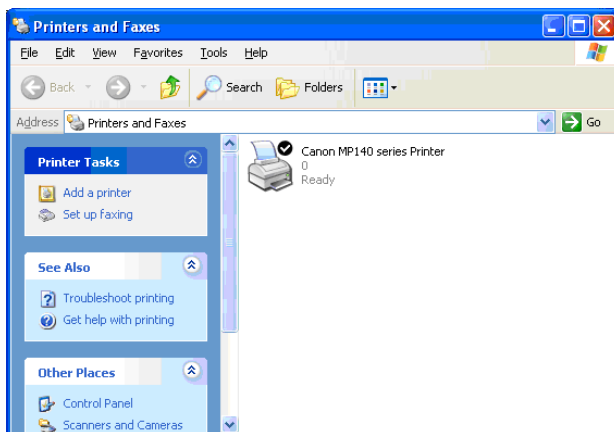 Printers and Faxes
File Edit View Favorites Tools Help
Back Search Folders
Address Printers and Faxes Go
Printer Tasks
Add a printer
Set up faxing
See Also
Troubleshoot printing
Get help with printing
Other Places
Control Panel
Scanners and Cameras
Canon MP140 series Printer
0
Ready